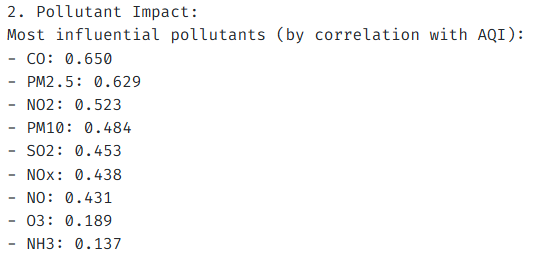 2. Pollutant Impact:
Most influential pollutants (by correlation with AQI):
- CO: 0.650
- PM2.5: 0.629
- NO2: 0.523
- PM10: 0.484
- SO2: 0.453
- NOx: 0.438
- NO: 0.431
- O3: 0.189
- NH3: 0.137